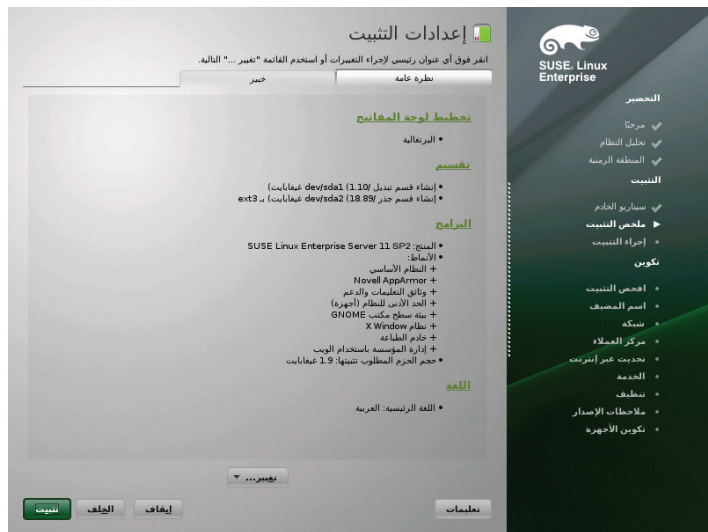 SUSE. Linux
Enterprise
التحضير
مرحبًا
تحليل النظام
المنطقة الزمنية
التثبيت
سيناريو الخادم
ملخص التثبيت
إجراء التثبيت
تكوين
افحص التثبيت
اسم المضيف
شبكة
مركز العملاء
تحديث عبر إنترنت
الخدمة
تنظيف
ملاحظات الإصدار
تكوين الأجهزة
إعدادات التثبيت
انقر فوق أي عنوان رئيسي لإجراء التغييرات أو استخدم القائمة "تغيير ..." التالية.
نظرة عامة
خبير
تخطيط لوحة المفاتيح
• البرتغالية
تقسيم
• إنشاء قسم تبديل /dev/sda1 (1.10 غيغابايت)
• إنشاء قسم جذر /dev/sda2 (18.89 غيغابايت) بـ ext3
البرامج
• المنتج: SUSE Linux Enterprise Server 11 SP2
• الأنماط:
+ النظام الأساسي
+ Novell AppArmor
+ وثائق التعليمات والدعم
+ الحد الأدنى للنظام (أجهزة)
+ بيئة سطح مكتب GNOME
+ نظام X Window
+ خادم الطباعة
+ إدارة المؤسسة باستخدام الويب
• حجم الحزم المطلوب تثبيتها: 1.9 غيغابايت
اللغة
• اللغة الرئيسية: العربية
تغيير...
تعليمات
إيقاف
الخلف
تثبيت